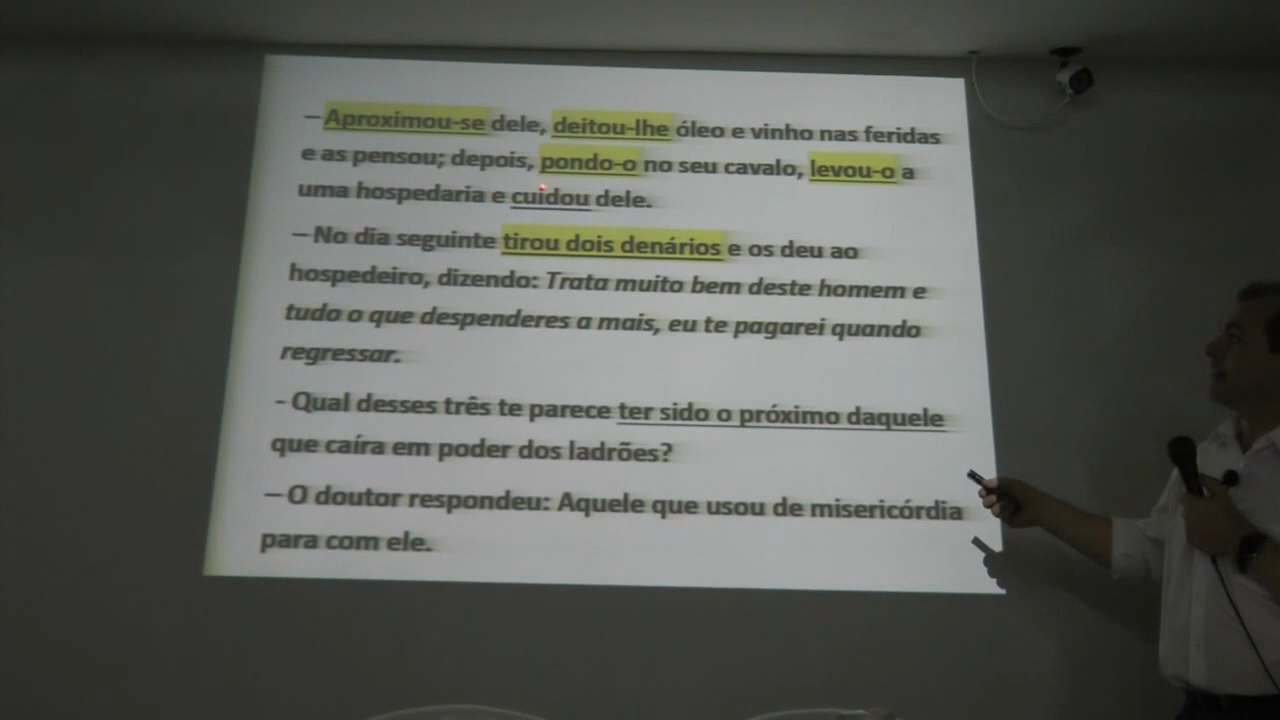 – Aproximou-se dele, deitou-lhe óleo e vinho nas feridas
e as pensou; depois, pondo-o no seu cavalo, levou-o a
uma hospedaria e cuidou dele.
– No dia seguinte tirou dois denários e os deu ao
hospedeiro, dizendo: Trata muito bem deste homem e
tudo o que despenderes a mais, eu te pagarei quando
regressar.
- Qual desses três te parece ter sido o próximo daquele
que caíra em poder dos ladrões?
– O doutor respondeu: Aquele que usou de misericórdia
para com ele.